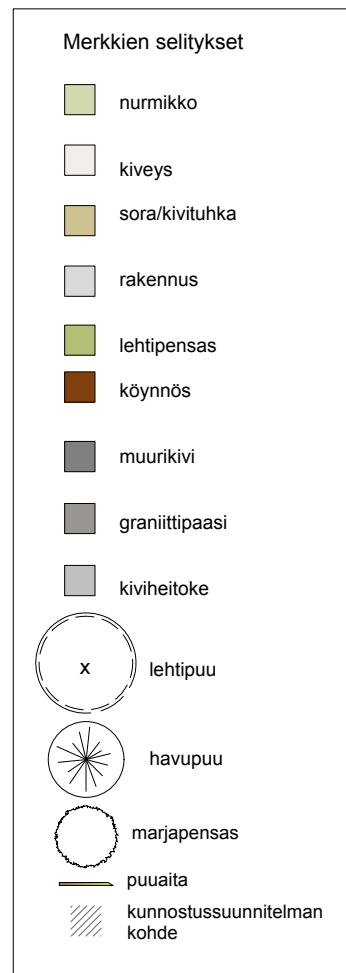 Merkkien selitykset
nurmikko
kiveys
sora/kivituhka
rakennus
lehtipensas
köynnös
muurikivi
graniittipaasi
kiviheitoke
x
lehtipuu
havupuu
marjapensas
puuaita
kunnostussuunnitelman
kohde